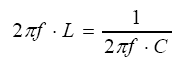 2πf · L = 1 / (2πf · C)